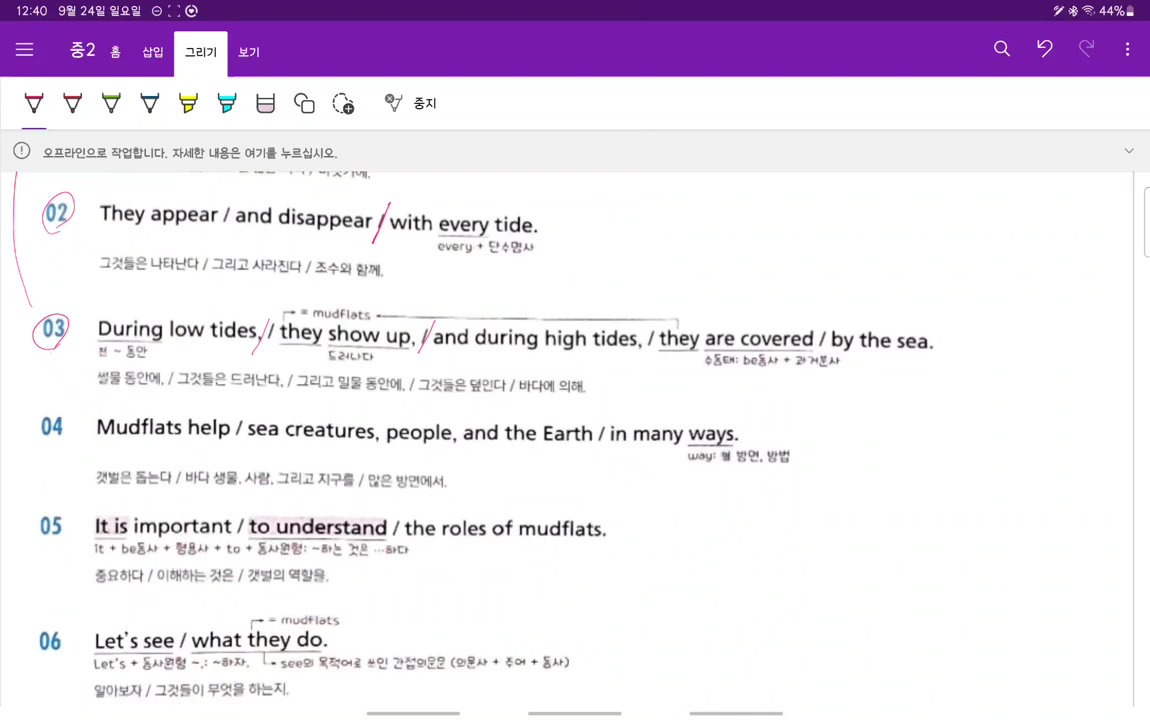 12:40 9월 24일 일요일 44%
중2 홈 삽입 그리기 보기
중지
오프라인으로 작업합니다. 자세한 내용은 여기를 누르십시오.
02 They appear / and disappear / with every tide.
every + 단수명사
그것들은 나타난다 / 그리고 사라진다 / 조수와 함께.
= mudflats
03 During low tides, / they show up, / and during high tides, / they are covered / by the sea.
전 ~ 동안
드러나다
수동태: be동사 + 과거분사
썰물 동안에, / 그것들은 드러난다, / 그리고 밀물 동안에, / 그것들은 덮인다 / 바다에 의해.
04 Mudflats help / sea creatures, people, and the Earth / in many ways.
way: 명 방면, 방법
갯벌은 돕는다 / 바다 생물, 사람, 그리고 지구를 / 많은 방면에서.
05 It is important / to understand / the roles of mudflats.
it + be동사 + 형용사 + to + 동사원형: ~하는 것은 …하다
중요하다 / 이해하는 것은 / 갯벌의 역할을.
= mudflats
06 Let's see / what they do.
Let's + 동사원형 ~.: ~하자.
see의 목적어로 쓰인 간접의문문 (의문사 + 주어 + 동사)
알아보자 / 그것들이 무엇을 하는지.